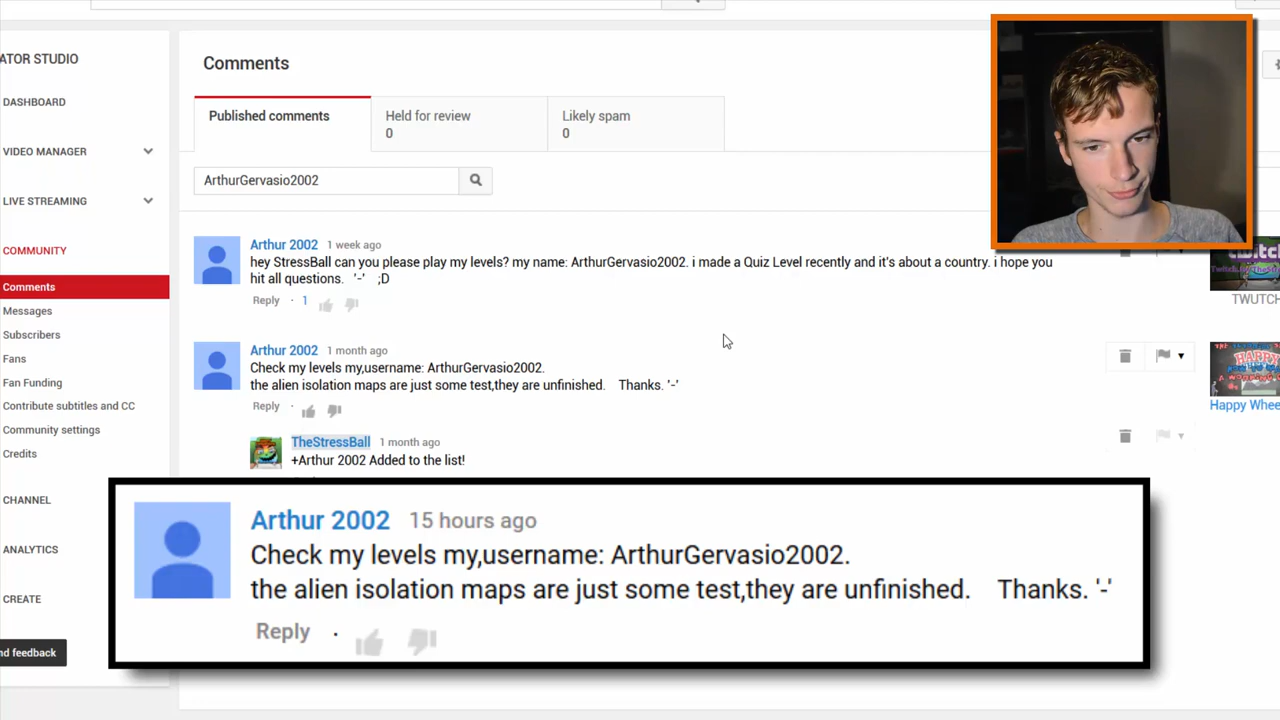 ATOR STUDIO
DASHBOARD
VIDEO MANAGER
LIVE STREAMING
COMMUNITY
Comments
Messages
Subscribers
Fans
Fan Funding
Contribute subtitles and CC
Community settings
Credits
CHANNEL
ANALYTICS
CREATE
nd feedback
Comments
Published comments
Held for review
0
Likely spam
0
ArthurGervasio2002
Arthur 2002 1 week ago
hey StressBall can you please play my levels? my name: ArthurGervasio2002. i made a Quiz Level recently and it's about a country. i hope you
hit all questions. '-' ;D
Reply · 1
Arthur 2002 1 month ago
Check my levels my,username: ArthurGervasio2002.
the alien isolation maps are just some test,they are unfinished. Thanks. '-'
Reply ·
TheStressBall 1 month ago
+Arthur 2002 Added to the list!
Arthur 2002 15 hours ago
Check my levels my,username: ArthurGervasio2002.
the alien isolation maps are just some test,they are unfinished. Thanks. '-'
Reply ·
TWUTCH
Happy Whee